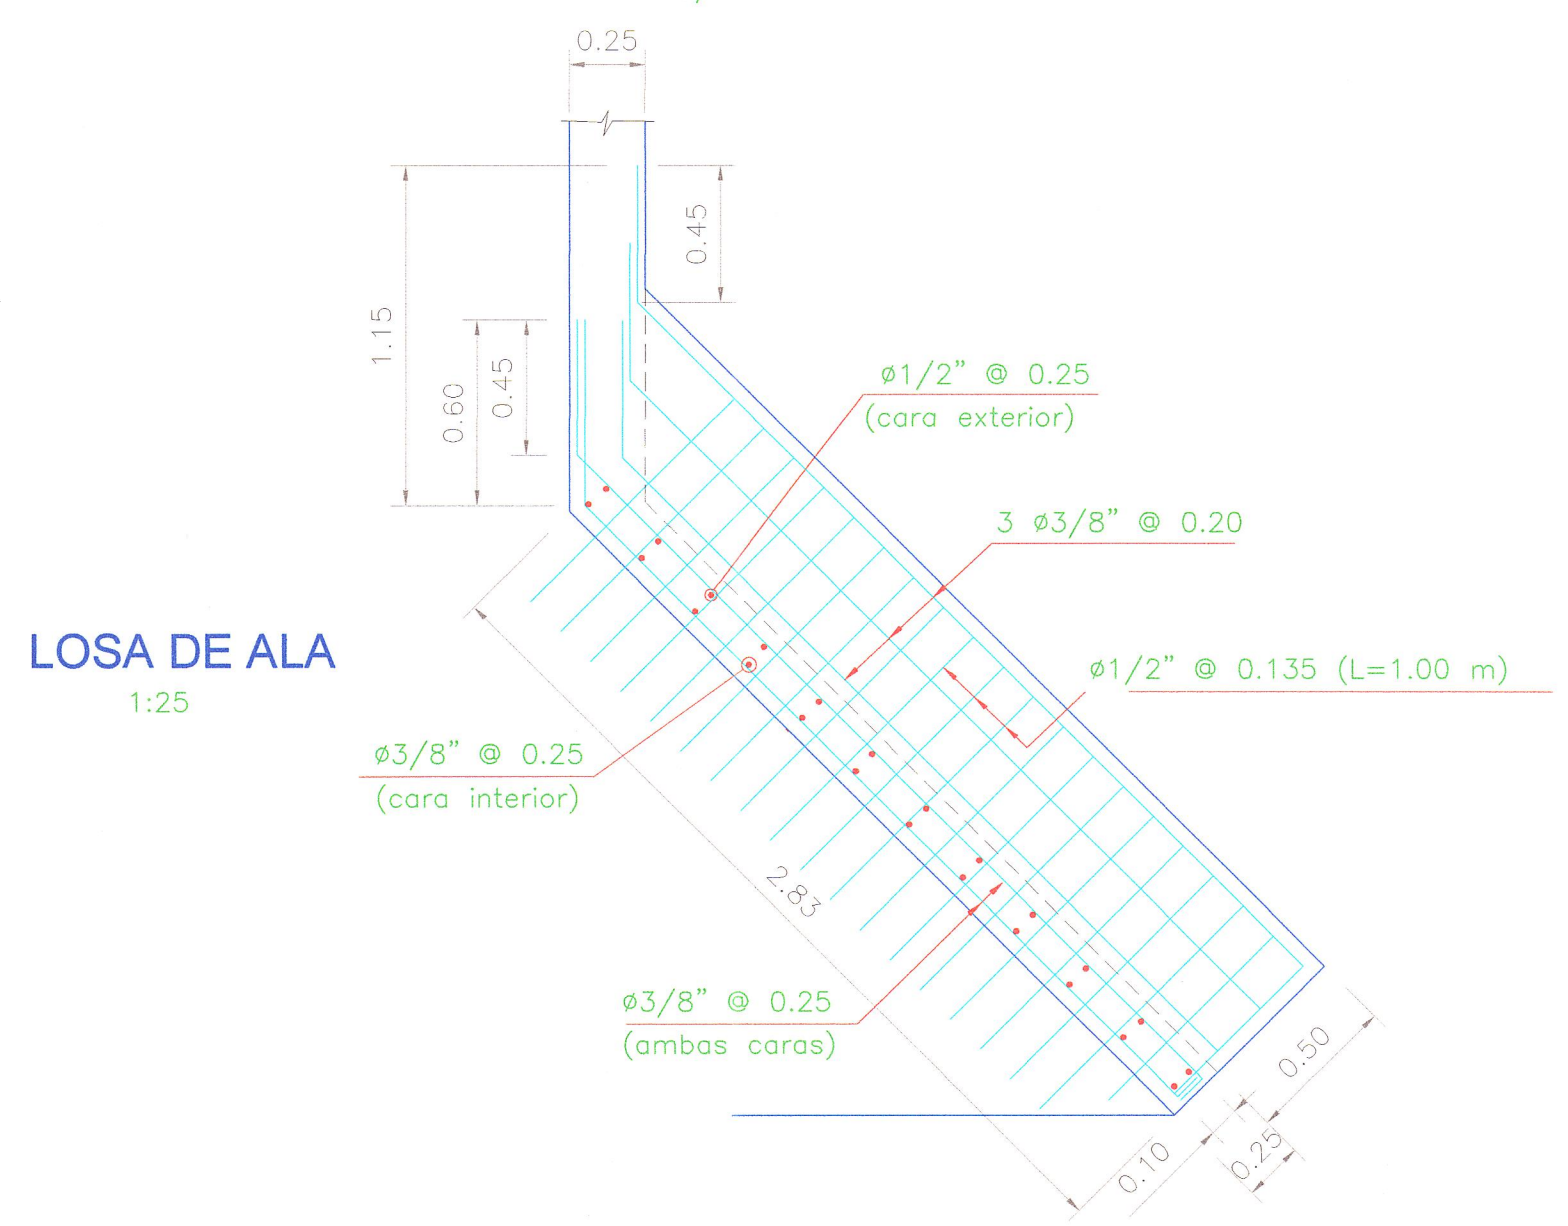 0.25
0.45
1.15
0.60
0.45
ø1/2” @ 0.25
(cara exterior)
3 ø3/8” @ 0.20
LOSA DE ALA
1:25
ø1/2” @ 0.135 (L=1.00 m)
ø3/8” @ 0.25
(cara interior)
2.83
ø3/8” @ 0.25
(ambas caras)
0.50
0.10
0.25